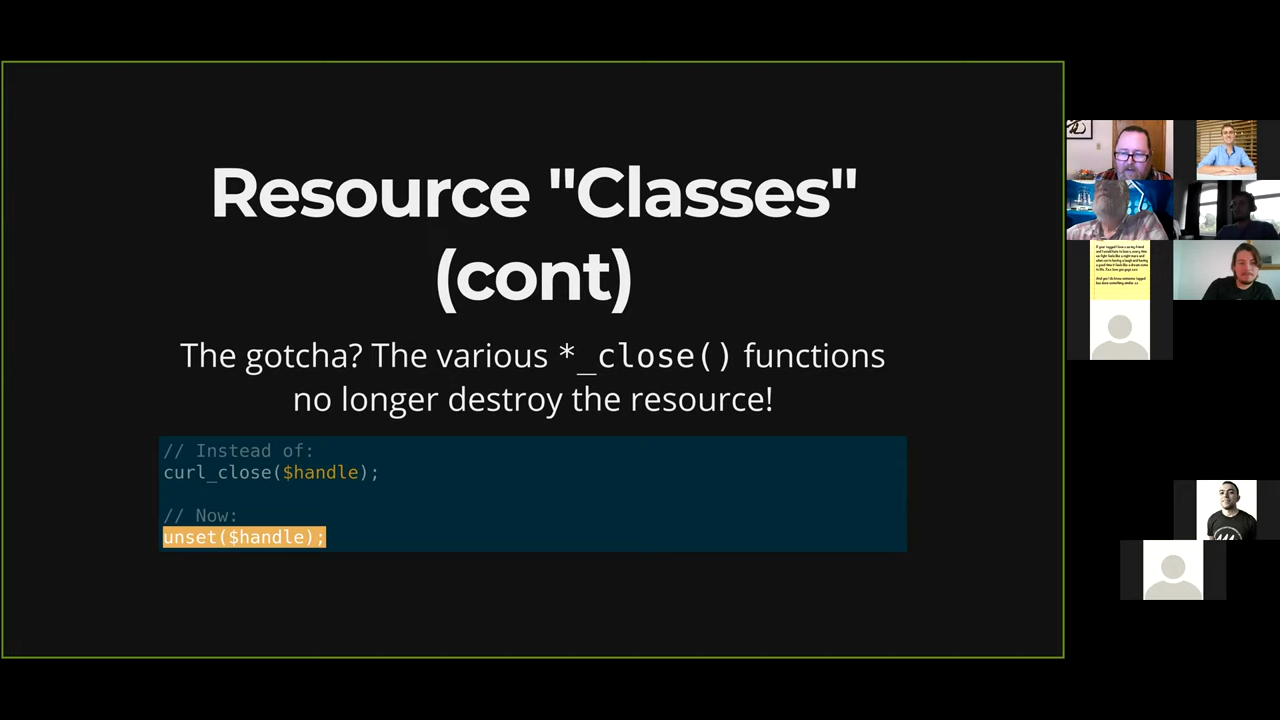 Resource "Classes"
(cont)
The gotcha? The various *_close() functions
no longer destroy the resource!
// Instead of:
curl_close($handle);
// Now:
unset($handle);